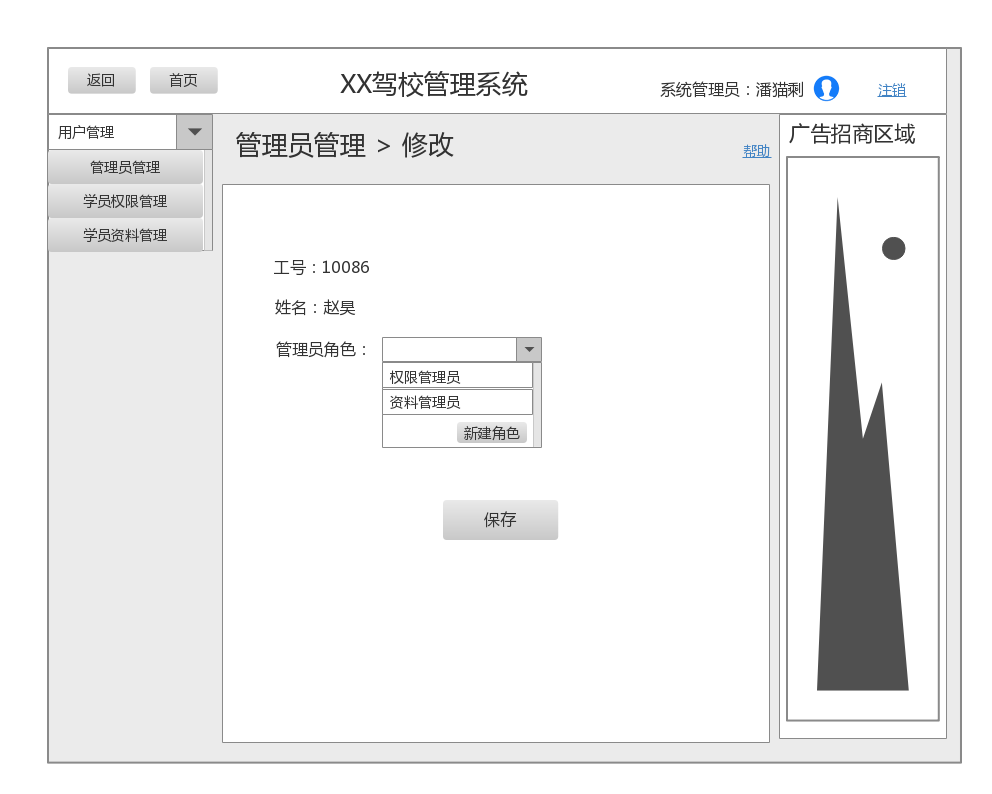 返回
首页
XX驾校管理系统
系统管理员：潘猫剩
注销
用户管理
管理员管理
学员权限管理
学员资料管理
管理员管理 > 修改
帮助
广告招商区域
工号：10086
姓名：赵昊
管理员角色：
权限管理员
资料管理员
新建角色
保存